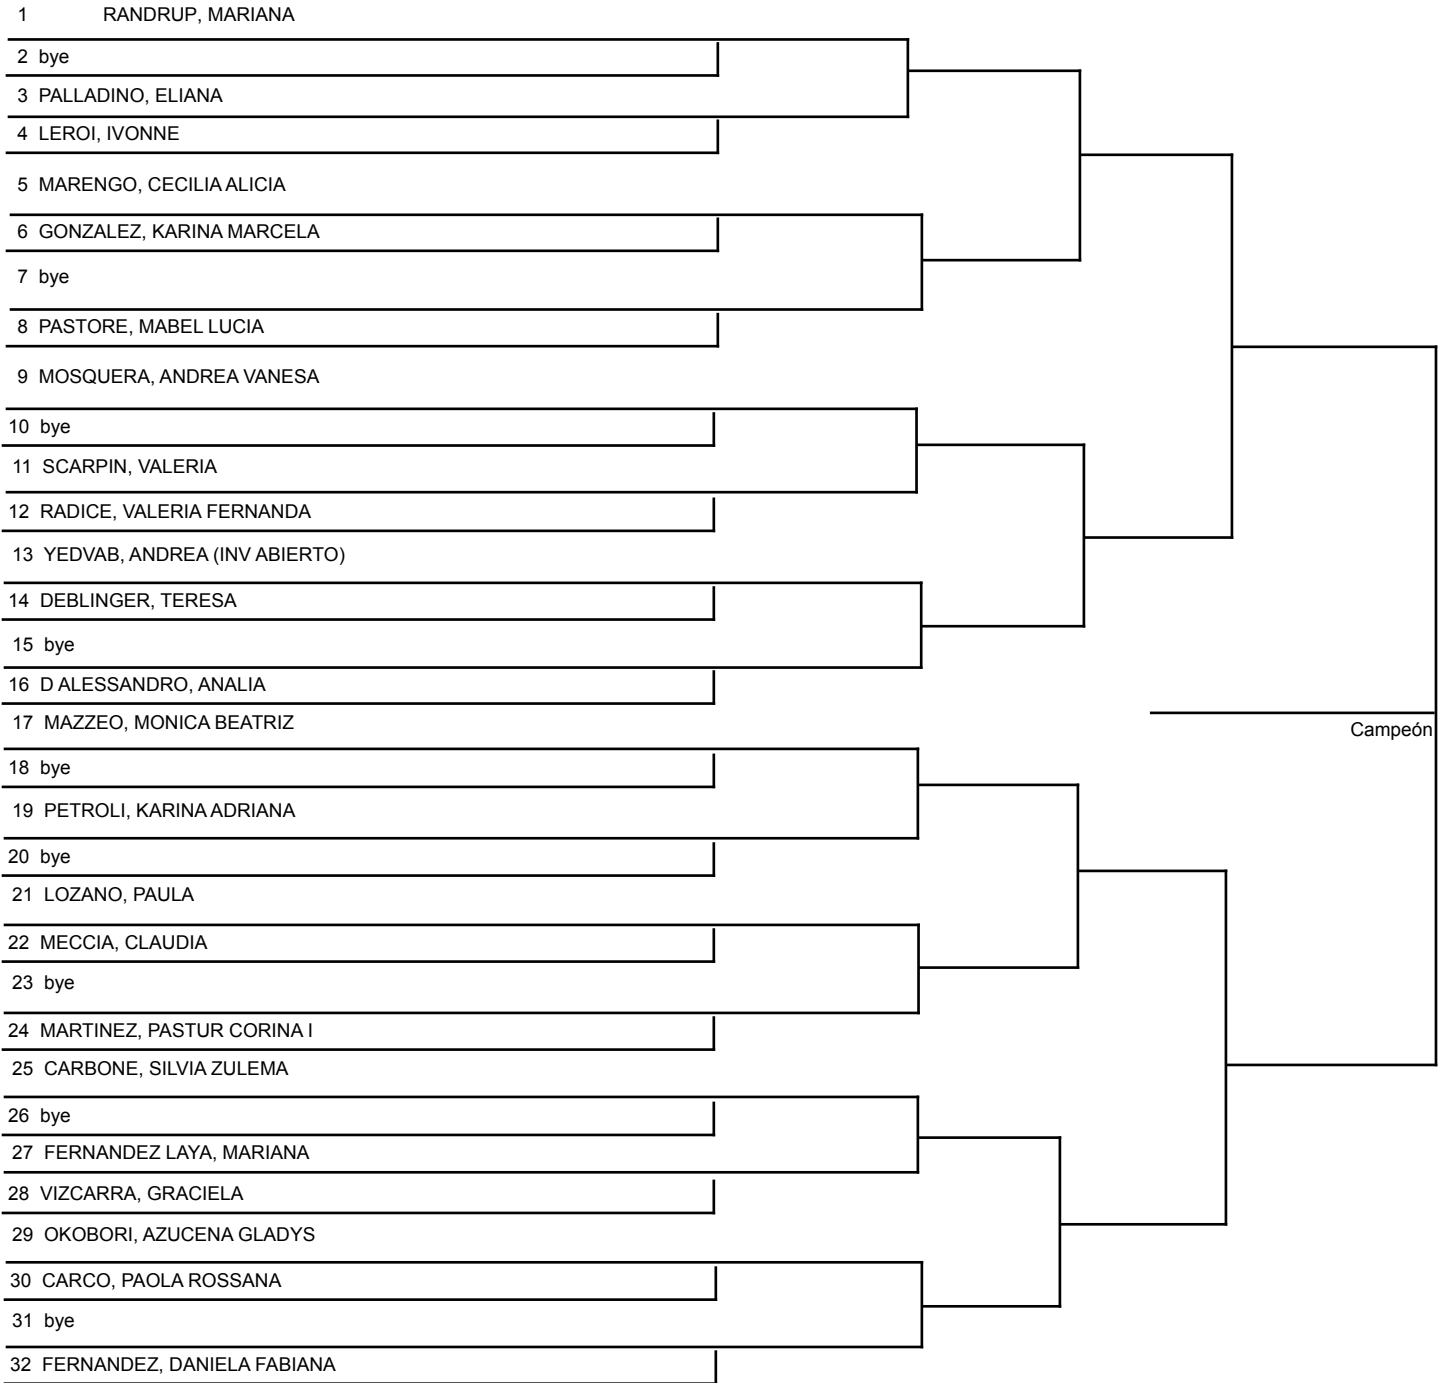 1 RANDRUP, MARIANA
2 bye
3 PALLADINO, ELIANA
4 LEROI, IVONNE
5 MARENGO, CECILIA ALICIA
6 GONZALEZ, KARINA MARCELA
7 bye
8 PASTORE, MABEL LUCIA
9 MOSQUERA, ANDREA VANESA
10 bye
11 SCARPIN, VALERIA
12 RADICE, VALERIA FERNANDA
13 YEDVAB, ANDREA (INV ABIERTO)
14 DEBLINGER, TERESA
15 bye
16 D ALESSANDRO, ANALIA
17 MAZZEO, MONICA BEATRIZ
Campeón
18 bye
19 PETROLI, KARINA ADRIANA
20 bye
21 LOZANO, PAULA
22 MECCIA, CLAUDIA
23 bye
24 MARTINEZ, PASTUR CORINA I
25 CARBONE, SILVIA ZULEMA
26 bye
27 FERNANDEZ LAYA, MARIANA
28 VIZCARRA, GRACIELA
29 OKOBORI, AZUCENA GLADYS
30 CARCO, PAOLA ROSSANA
31 bye
32 FERNANDEZ, DANIELA FABIANA